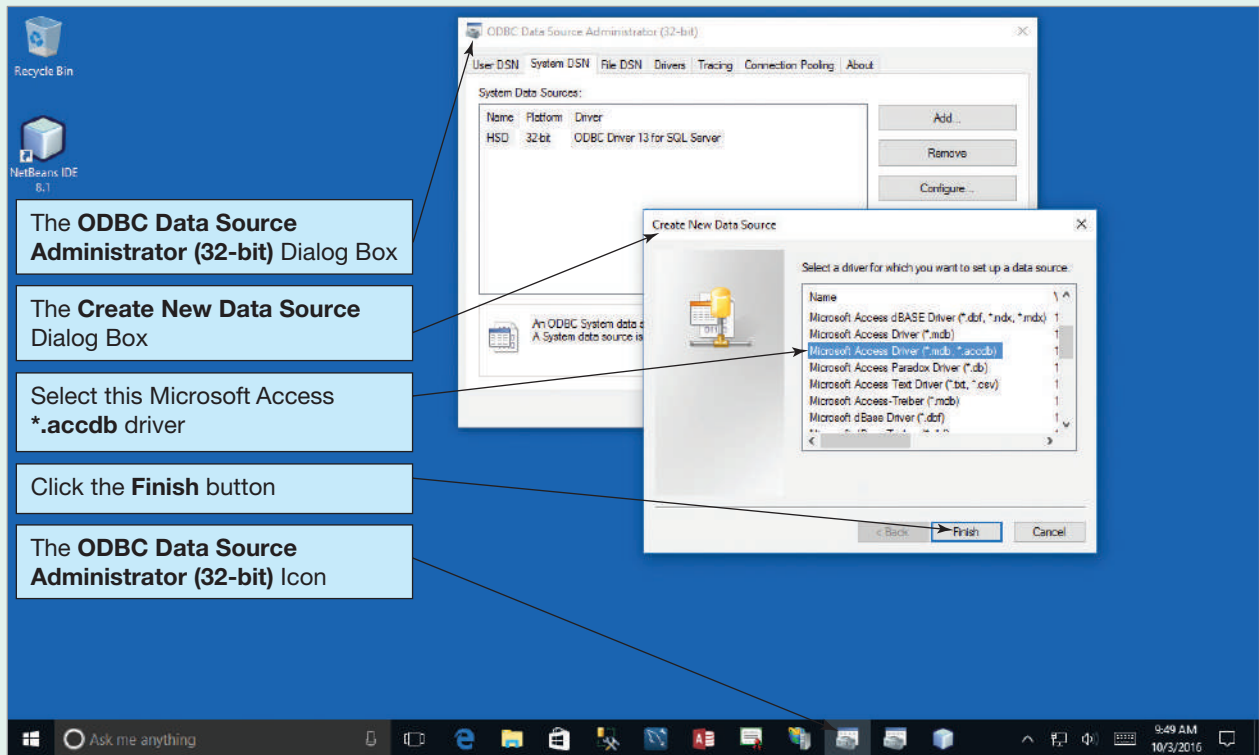 Recycle Bin
NetBeans IDE
8.1
The ODBC Data Source
Administrator (32-bit) Dialog Box
The Create New Data Source
Dialog Box
Select this Microsoft Access
*.accdb driver
Click the Finish button
The ODBC Data Source
Administrator (32-bit) Icon
ODBC Data Source Administrator (32-bit)
User DSN System DSN File DSN Drivers Tracing Connection Pooling About
System Data Sources:
Name Platform Driver
HSD 32-bit ODBC Driver 13 for SQL Server
Add...
Remove
Configure...
An ODBC System data
A System data source is
Create New Data Source
Select a driver for which you want to set up a data source.
Name
Microsoft Access dBASE Driver (*.dbf, *.ndx, *.mdx) 1
Microsoft Access Driver (*.mdb) 1
Microsoft Access Driver (*.mdb, *.accdb) 1
Microsoft Access Paradox Driver (*.db) 1
Microsoft Access Text Driver (*.txt, *.csv) 1
Microsoft Access-Treiber (*.mdb) 1
Microsoft dBase Driver (*.dbf) 1
< Back Finish Cancel
Ask me anything
9:49 AM
10/3/2016